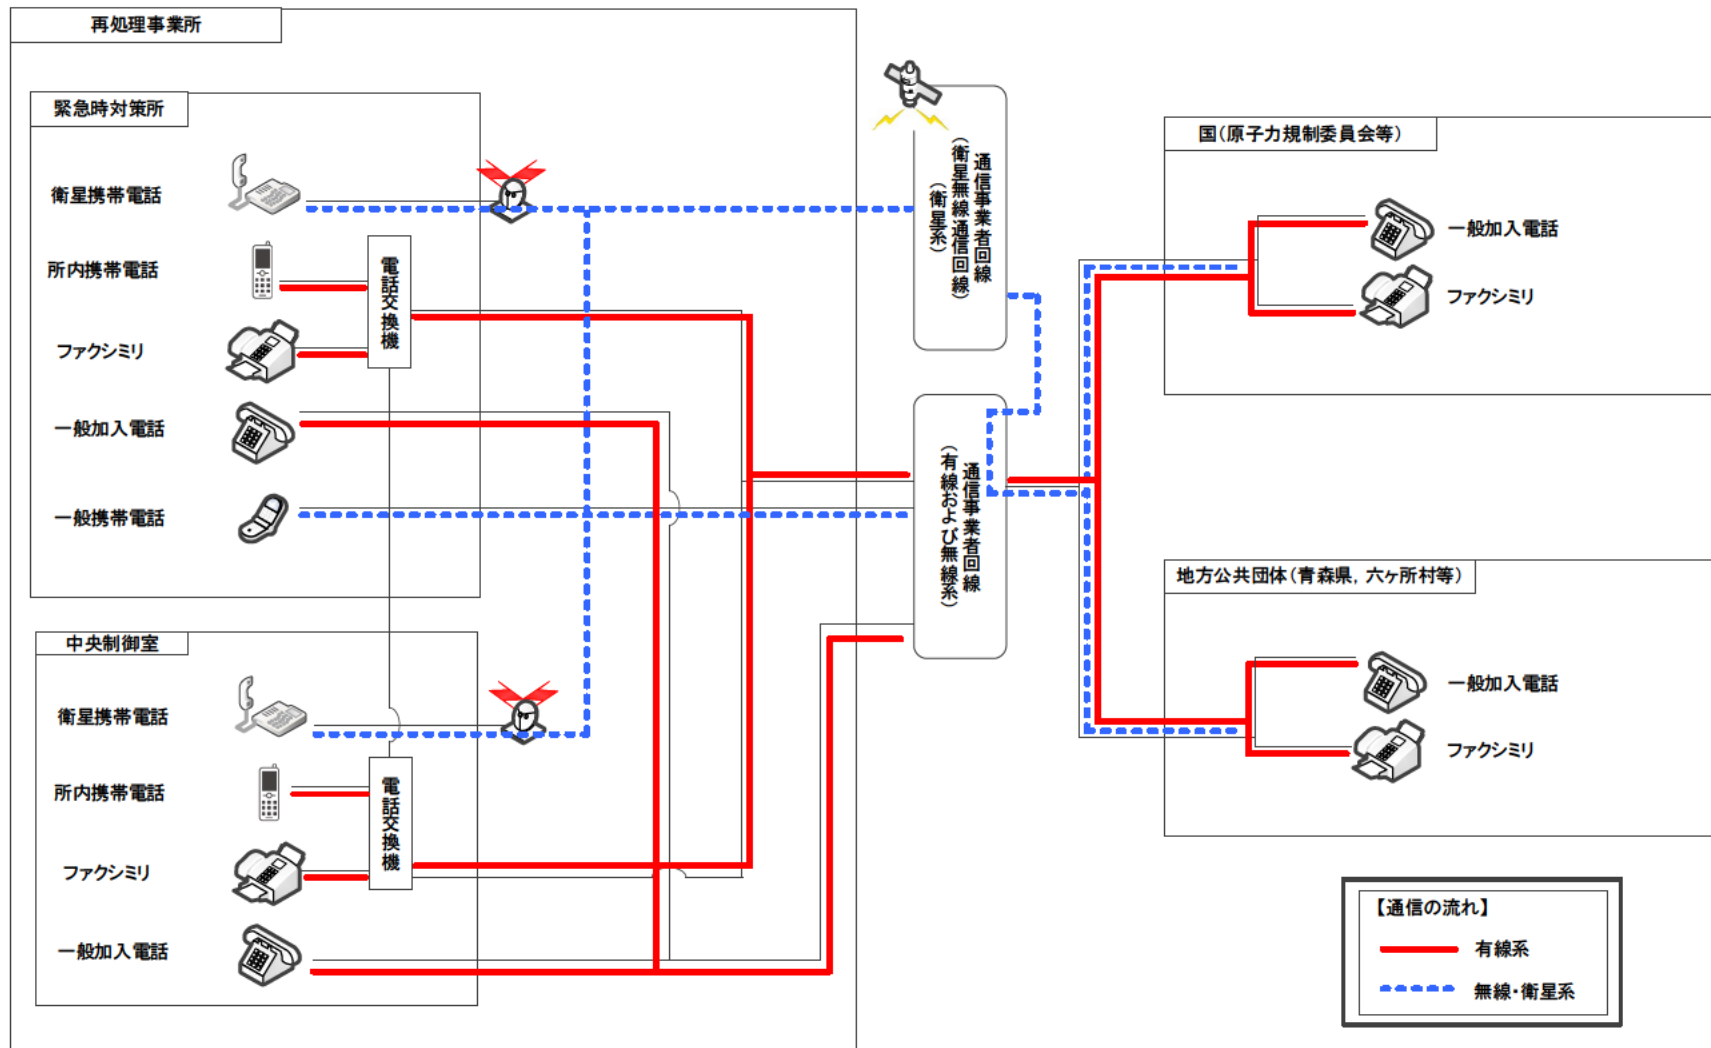 再処理事業所
緊急時対策所
衛星携帯電話
所内携帯電話
ファクシミリ
一般加入電話
一般携帯電話
電話交換機
中央制御室
衛星携帯電話
所内携帯電話
ファクシミリ
一般加入電話
電話交換機
通信事業者回線
(衛星無線通信回線)
(衛星系)
通信事業者回線
(有線および無線系)
国(原子力規制委員会等)
一般加入電話
ファクシミリ
地方公共団体(青森県,六ヶ所村等)
一般加入電話
ファクシミリ
【通信の流れ】
有線系
無線・衛星系